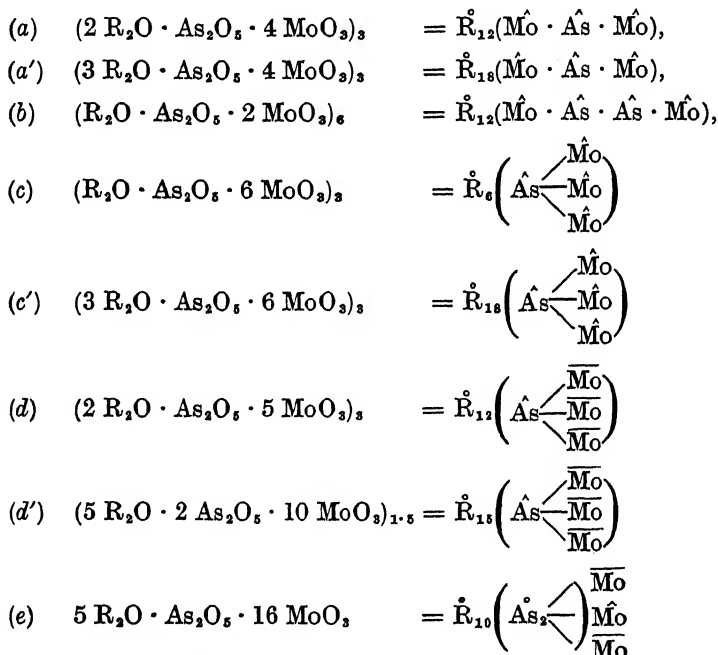 (a) (2 R₂O · As₂O₅ · 4 MoO₃)₃ = R̊₁₂(M̂o · Âs · M̂o),
(a′) (3 R₂O · As₂O₅ · 4 MoO₃)₃ = R̊₁₈(M̂o · Âs · M̂o),
(b) (R₂O · As₂O₅ · 2 MoO₃)₆ = R̊₁₂(M̂o · Âs · Âs · M̂o),
M̂o
(c) (R₂O · As₂O₅ · 6 MoO₃)₃ = R̊₆(Âs—M̂o)
M̂o
M̂o
(c′) (3 R₂O · As₂O₅ · 6 MoO₃)₃ = R̊₁₈(Âs—M̂o)
M̂o
M̅o̅
(d) (2 R₂O · As₂O₅ · 5 MoO₃)₃ = R̊₁₂(Âs—M̅o̅)
M̅o̅
M̅o̅
(d′) (5 R₂O · 2 As₂O₅ · 10 MoO₃)₁.₅ = R̊₁₅(Âs—M̅o̅)
M̅o̅
M̅o̅
(e) 5 R₂O · As₂O₅ · 16 MoO₃ = Ṙ₁₀(Ås₂—)M̂o
M̅o̅